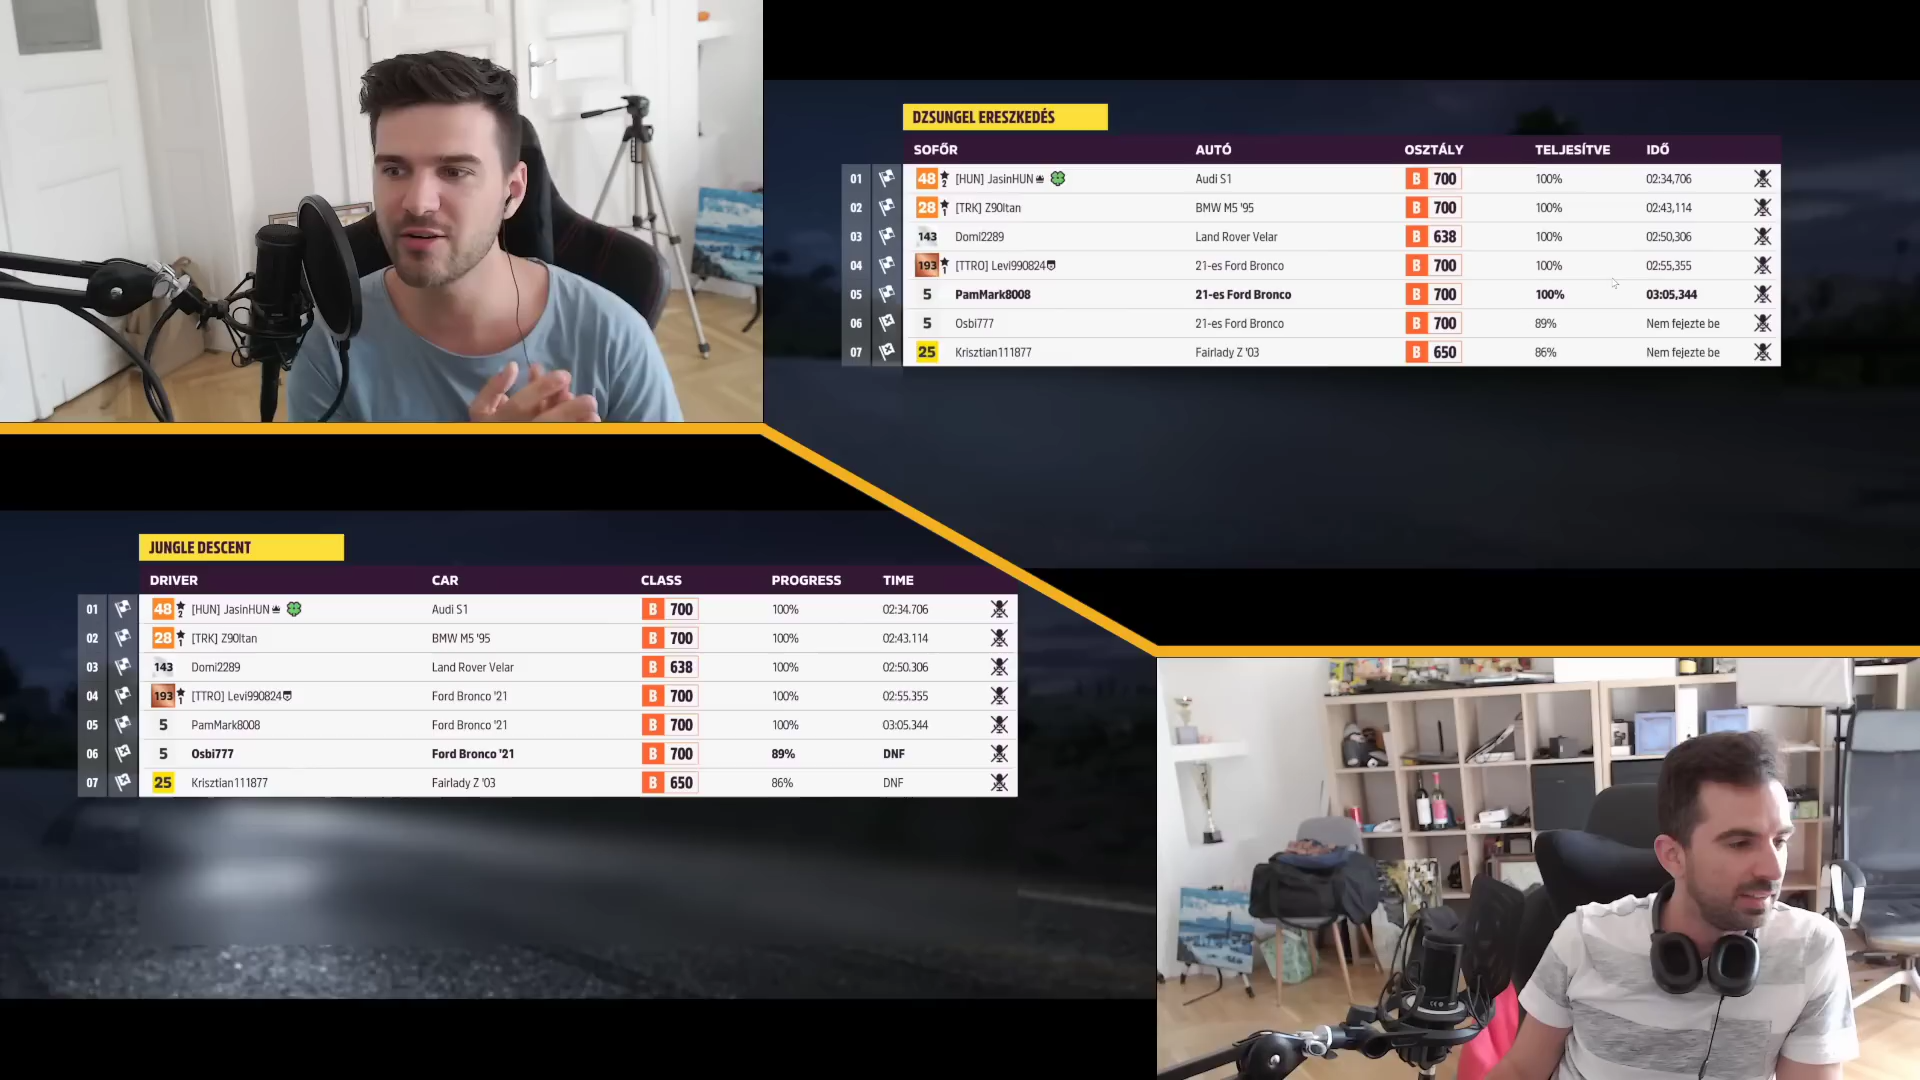 DZSUNGEL ERESZKEDÉS
SOFŐR AUTÓ OSZTÁLY TELJESÍTVE IDŐ
01 48 2 [HUN] JasinHUN Audi S1 B 700 100% 02:34,706
02 28 1 [TRK] Z90ltan BMW M5 '95 B 700 100% 02:43,114
03 143 Domi2289 Land Rover Velar B 638 100% 02:50,306
04 193 1 [TTRO] Levi990824 21-es Ford Bronco B 700 100% 02:55,355
05 5 PamMark8008 21-es Ford Bronco B 700 100% 03:05,344
06 5 Osbi777 21-es Ford Bronco B 700 89% Nem fejezte be
07 25 Krisztian111877 Fairlady Z '03 B 650 86% Nem fejezte be
JUNGLE DESCENT
DRIVER CAR CLASS PROGRESS TIME
01 48 2 [HUN] JasinHUN Audi S1 B 700 100% 02:34.706
02 28 1 [TRK] Z90ltan BMW M5 '95 B 700 100% 02:43.114
03 143 Domi2289 Land Rover Velar B 638 100% 02:50.306
04 193 1 [TTRO] Levi990824 Ford Bronco '21 B 700 100% 02:55.355
05 5 PamMark8008 Ford Bronco '21 B 700 100% 03:05.344
06 5 Osbi777 Ford Bronco '21 B 700 89% DNF
07 25 Krisztian111877 Fairlady Z '03 B 650 86% DNF